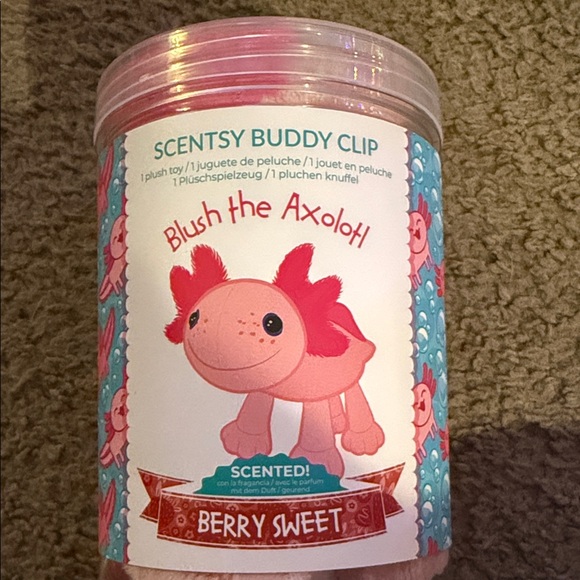 SCENTSY BUDDY CLIP
1 plush toy / 1 juguete de peluche / 1 jouet en peluche
1 Plüschspielzeug / 1 pluchen knuffel
Blush the Axolotl
SCENTED!
con la fragancia / avec le parfum
mit dem Duft / geurend
BERRY SWEET